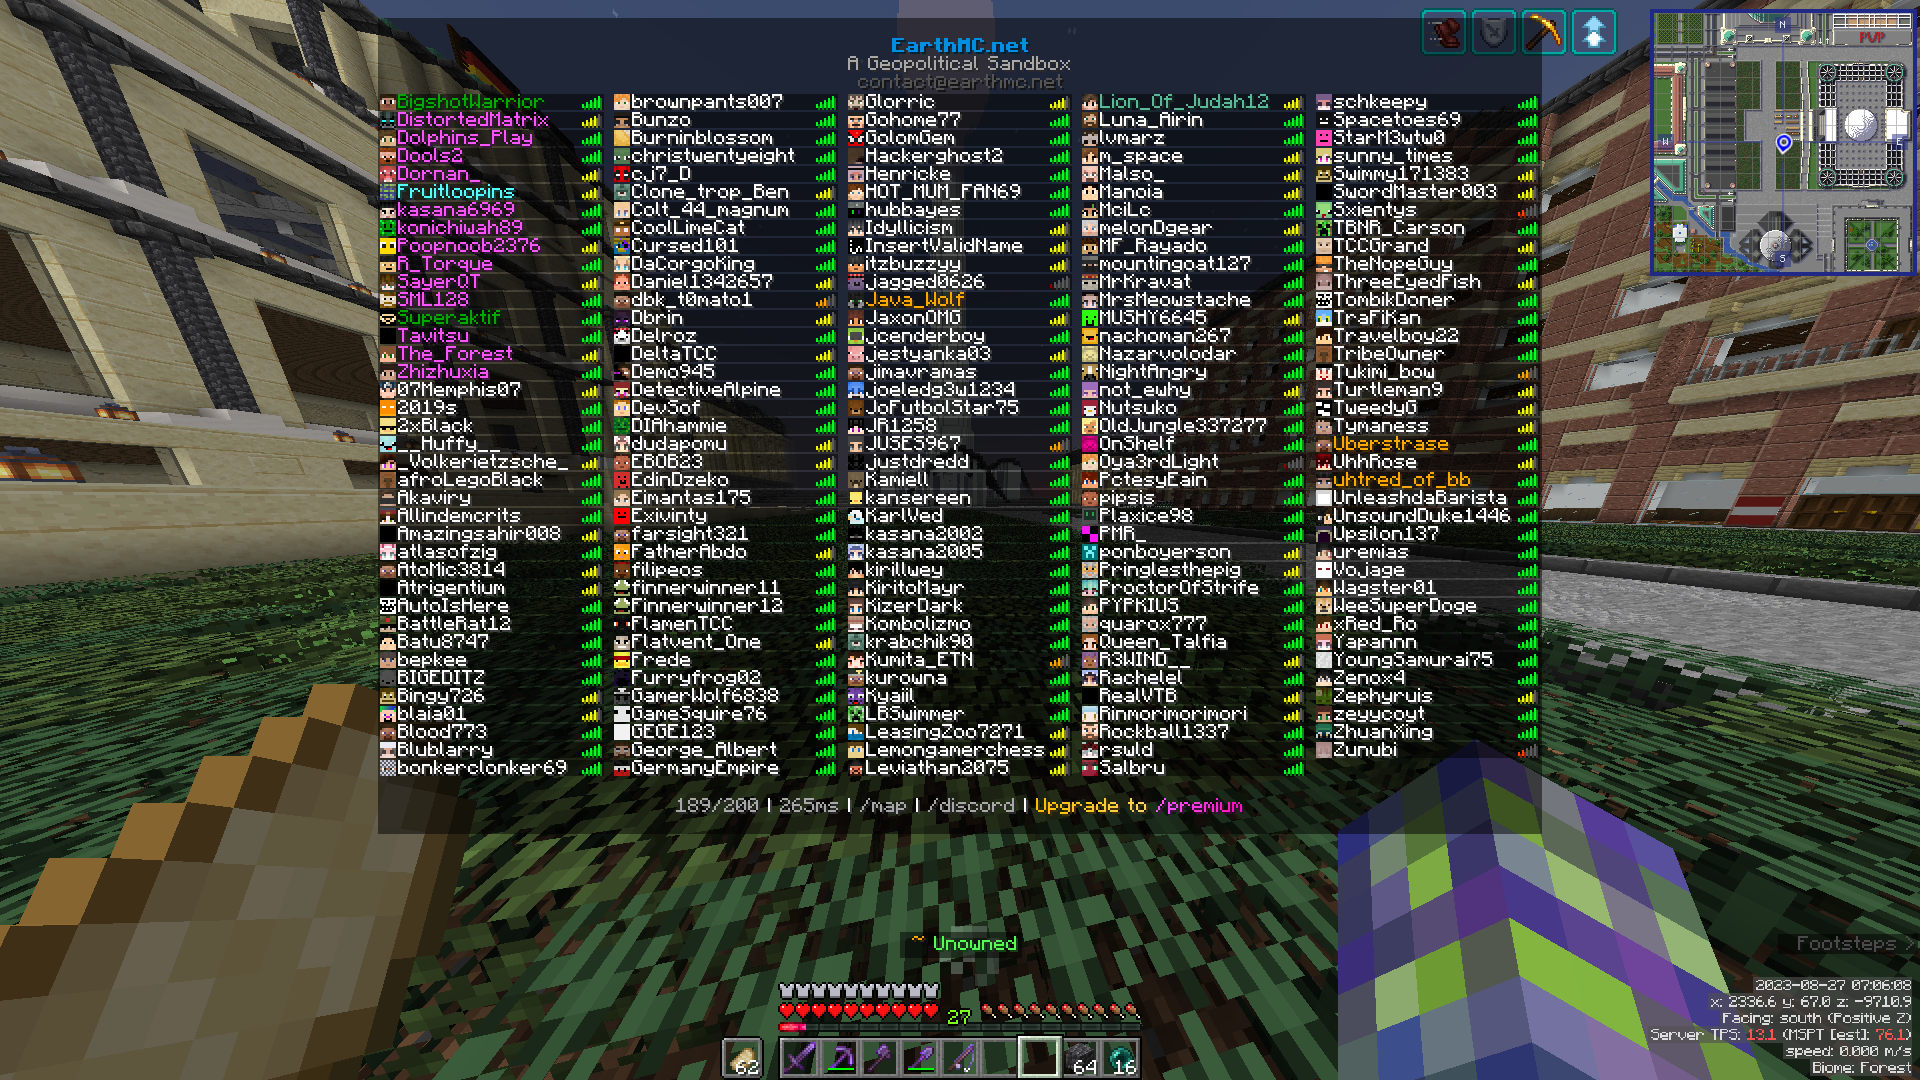 EarthMC.net
A Geopolitical Sandbox
contact@earthmc.net
BigshotWarrior
DistortedMatrix
Dolphins_Play
Dools2
Dornan_
Fruitloopins
kasana6969
konichiwah89
Poopnoob2376
R_Torque
SayerOT
SML128
Superaktif
Tavitsu
The_Forest
Zhizhuxia
07Memphis07
2019s
2xBlack
__Huffy__
_Volkerietzsche_
afroLegoBlack
Akaviry
Allindemcrits
Amazingsahir008
atlasofzig
AtoMic3814
Atrigentium
AutoIsHere
BattleRat12
Batu8747
bepkee
BIGEDITZ
Bingy726
blaia01
Blood773
Blublarry
bonkerclonker69
brownpants007
Bunzo
Burninblossom
christwentyeight
cj7_D
Clone_trop_Ben
Colt_44_magnum
CoolLimeCat
Cursed101
DaCorgoKing
Daniel1342657
dbk_t0mato1
Dbrin
Delroz
DeltaTCC
Demo945
DetectiveAlpine
DevSof
DIAhammie
dudapomu
EBOB23
EdinDzeko
Eimantas175
Exivinty
farsight321
FatherAbdo
filipeos
finnerwinner11
Finnerwinner12
FlamenTCC
Flatvent_One
Frede
Furryfrog02
GamerWolf6838
GameSquire76
GEGE123
George_Albert
GermanyEmpire
Glorric
Gohome77
GolomGem
Hackerghost2
Henricke
HOT_MUM_FAN69
hubbayes
Idyllicism
InsertValidName
itzbuzzyy
Jagged0626
Java_Wolf
JaxonOMG
jcenderboy
jestyanka03
jimavramas
joeledg3w1234
JoFutbolStar75
JR1258
JUSES967
justdredd
Kamiell
kansereen
KarlVed
kasana2002
kasana2005
kirillwey
KiritoMayr
KizerDark
Kombolizmo
krabchik90
Kumita_ETN
kurowna
Kyaiil
LBSwimmer
LeasingZoo7271
Lemongamerchess
Leviathan2075
Lion_Of_Judah12
Luna_Airin
lvmarz
m_space
Malso_
Manoia
MciLc
melonDgear
MF_Rayado
mountingoat127
MrKravat
MrsMeowstache
MUSHY6645
nachoman267
Nazarvolodar
NightAngry
not_ewhy
Nutsuko
OldJungle337277
OnShelf
Oya3rdLight
PctesyEain
pipsis
Plaxice98
PMR_
ponboyerson
Pringlesthepig
ProctorOfStrife
PYPKIUS
quarox777
Queen_Talfia
R3WIND__
Rachelel
RealVTB
Rinmorimorimori
Rockball1337
rswld
Salbru
schkeepy
Spacetoes69
StarM3wtw0
sunny_times
Swimmy171383
SwordMaster003
Sxientys
TBNR_Carson
TCCGrand
TheNopeGuy
ThreeEyedFish
TombikDoner
TraFiKan
Travelboy22
TribeOwner
Tukimi_bow
Turtleman9
TweedyG
Tymaness
Uberstrase
UhhRose
uhtred_of_bb
UnleashdaBarista
UnsoundDuke1446
Upsilon137
uremias
Vojage
Wagster01
WeeSuperDoge
xRed_Ro
Yapannn
YoungSamurai75
Zenox4
Zephyruis
zeyycoyt
ZhuanXing
Zunubi
189/200 | 265ms | /map | /discord | Upgrade to /premium
N
PVP
W
E
S
~ Unowned
27
62
64
16
Footsteps >
2023-08-27 07:06:08
x: 2336.6 y: 67.0 z: -9710.9
Facing: south (Positive Z)
Server TPS: 13.1 (MSPT [est]: 76.1)
speed: 0.000 m/s
Biome: Forest